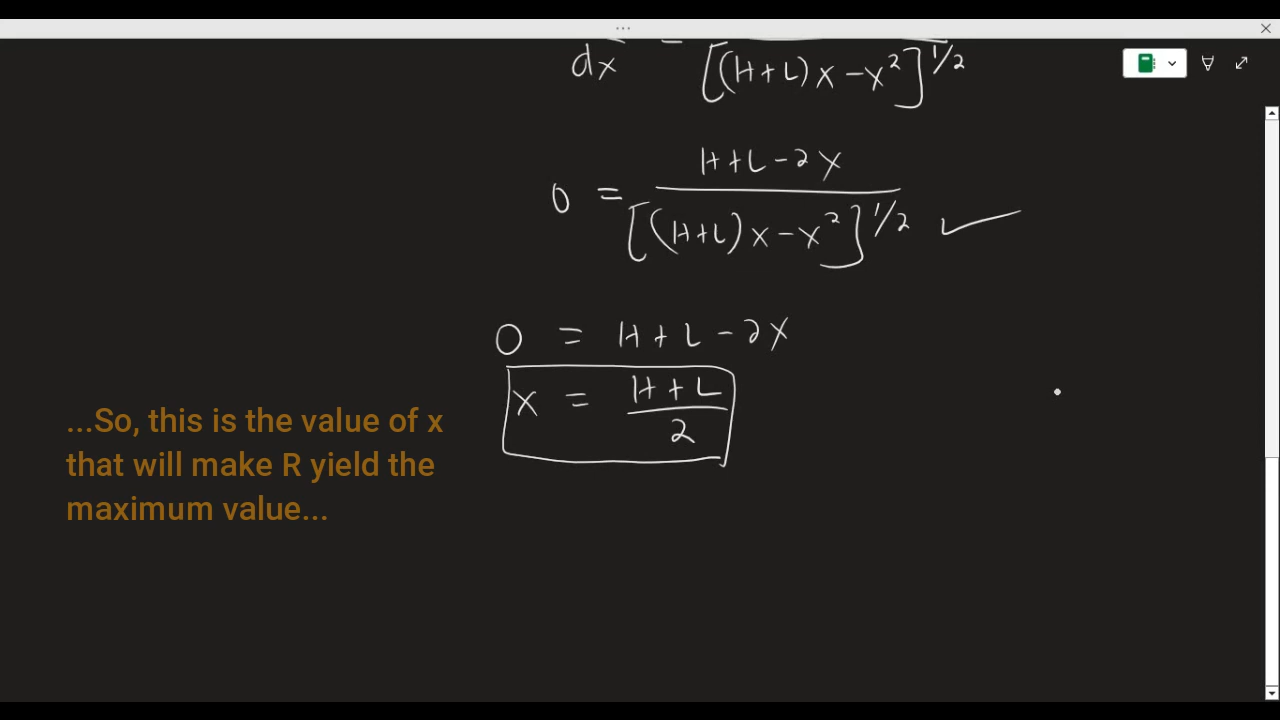 dx = [(H+L)x-x²]^1/2
0 = H+L-2x / [(H+L)x-x²]^1/2 ✓
0 = H+L-2x
x = H+L / 2
...So, this is the value of x
that will make R yield the
maximum value...